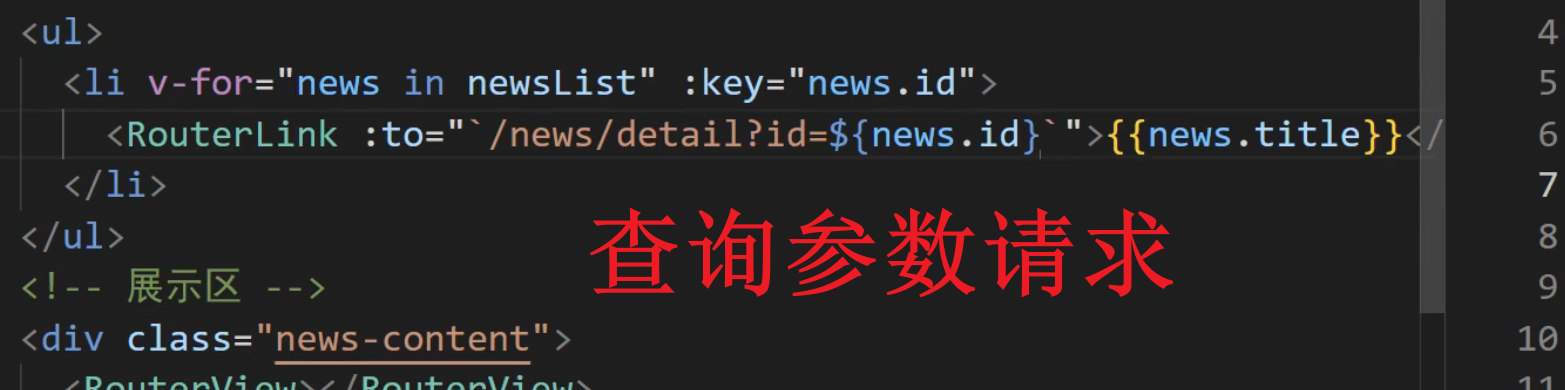 <ul>
<li v-for="news in newsList" :key="news.id">
<RouterLink :to="`/news/detail?id=${news.id}`">{{news.title}}</
</li>
</ul>
查询参数请求
<!-- 展示区 -->
<div class="news-content">
<RouterView></RouterView>
4
5
6
7
8
9
10
11